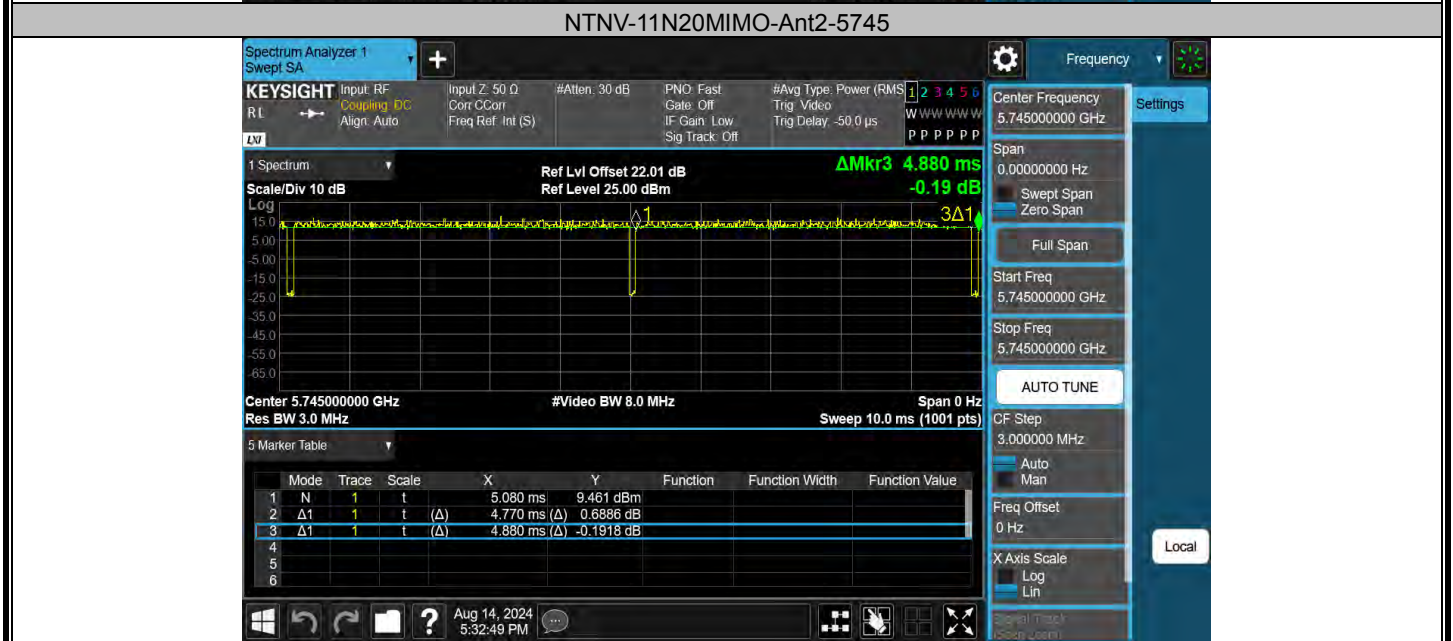 NTNV-11N20MIMO-Ant2-5745
Spectrum Analyzer 1
Swept SA
+
Frequency
KEYSIGHT
RL
LXI
Input: RF
Coupling: DC
Align: Auto
Input Z: 50 Ω
Corr CCorr
Freq Ref: Int (S)
#Atten: 30 dB
PNO: Fast
Gate: Off
IF Gain: Low
Sig Track: Off
#Avg Type: Power (RMS
Trig: Video
Trig Delay: -50.0 µs
1 2 3 4 5 6
W W W W W W
P P P P P P
Center Frequency
5.745000000 GHz
Settings
1 Spectrum
Scale/Div 10 dB
Ref Lvl Offset 22.01 dB
Ref Level 25.00 dBm
ΔMkr3 4.880 ms
-0.19 dB
Span
0.00000000 Hz
Swept Span
Zero Span
Full Span
Start Freq
5.745000000 GHz
Stop Freq
5.745000000 GHz
AUTO TUNE
Log
15.0
5.00
-5.00
-15.0
-25.0
-35.0
-45.0
-55.0
-65.0
1
3Δ1
Center 5.745000000 GHz
#Video BW 8.0 MHz
Span 0 Hz
Res BW 3.0 MHz
Sweep 10.0 ms (1001 pts)
CF Step
3.000000 MHz
Auto
Man
Freq Offset
0 Hz
X Axis Scale
Log
Lin
Signal Track
(Span Zoom)
Local
5 Marker Table
Mode Trace Scale X Y Function Function Width Function Value
1 N 1 t 5.080 ms 9.461 dBm
2 Δ1 1 t (Δ) 4.770 ms (Δ) 0.6886 dB
3 Δ1 1 t (Δ) 4.880 ms (Δ) -0.1918 dB
4
5
6
?
Aug 14, 2024
5:32:49 PM